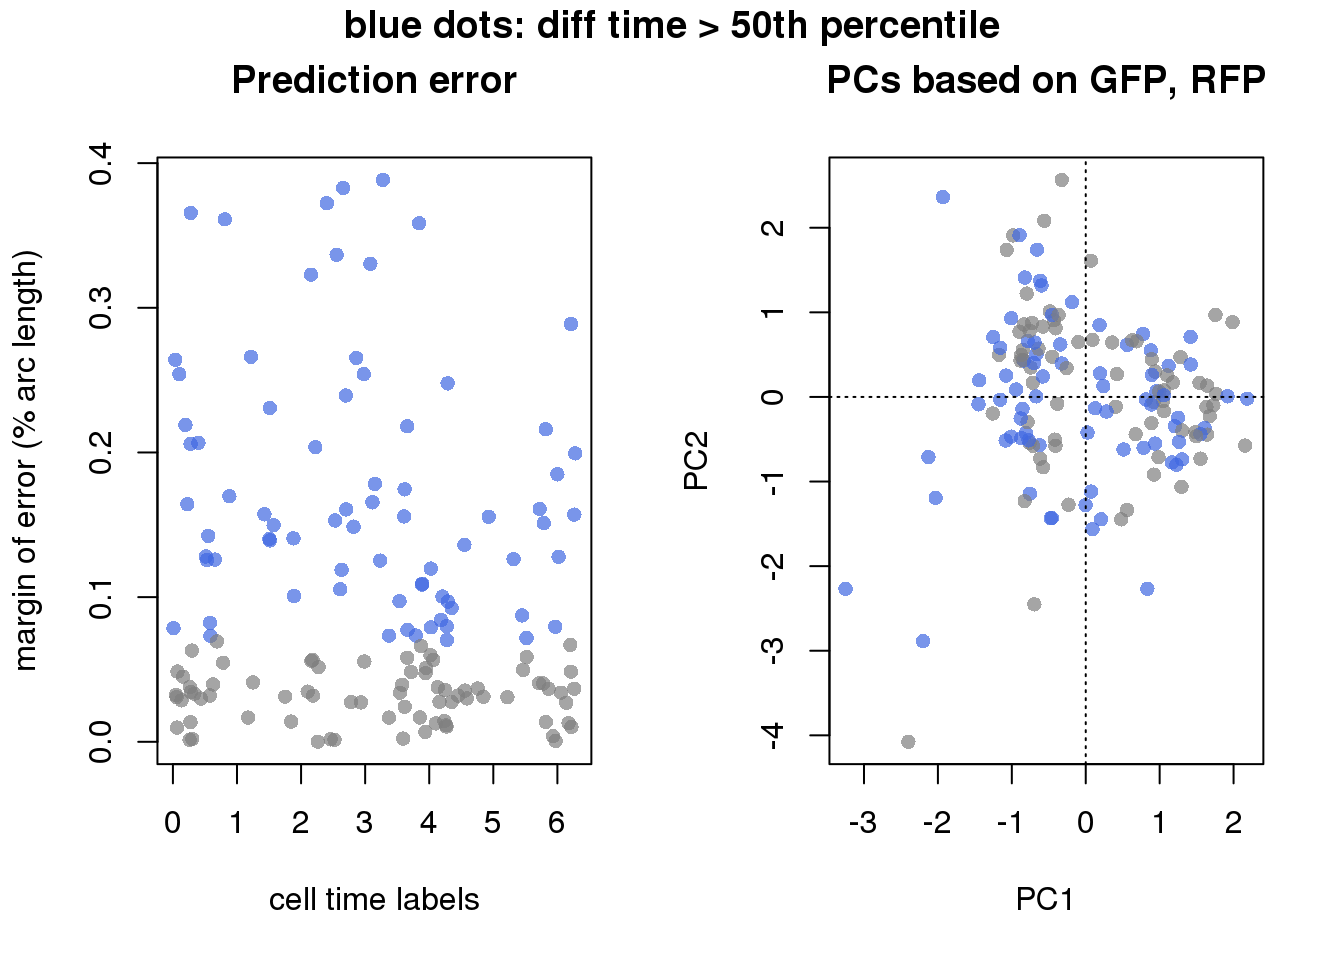 blue dots: diff time > 50th percentile
Prediction error
margin of error (% arc length)
0.4
0.3
0.2
0.1
0.0
0 1 2 3 4 5 6
cell time labels
PCs based on GFP, RFP
PC2
2
1
0
-1
-2
-3
-4
-3 -2 -1 0 1 2
PC1